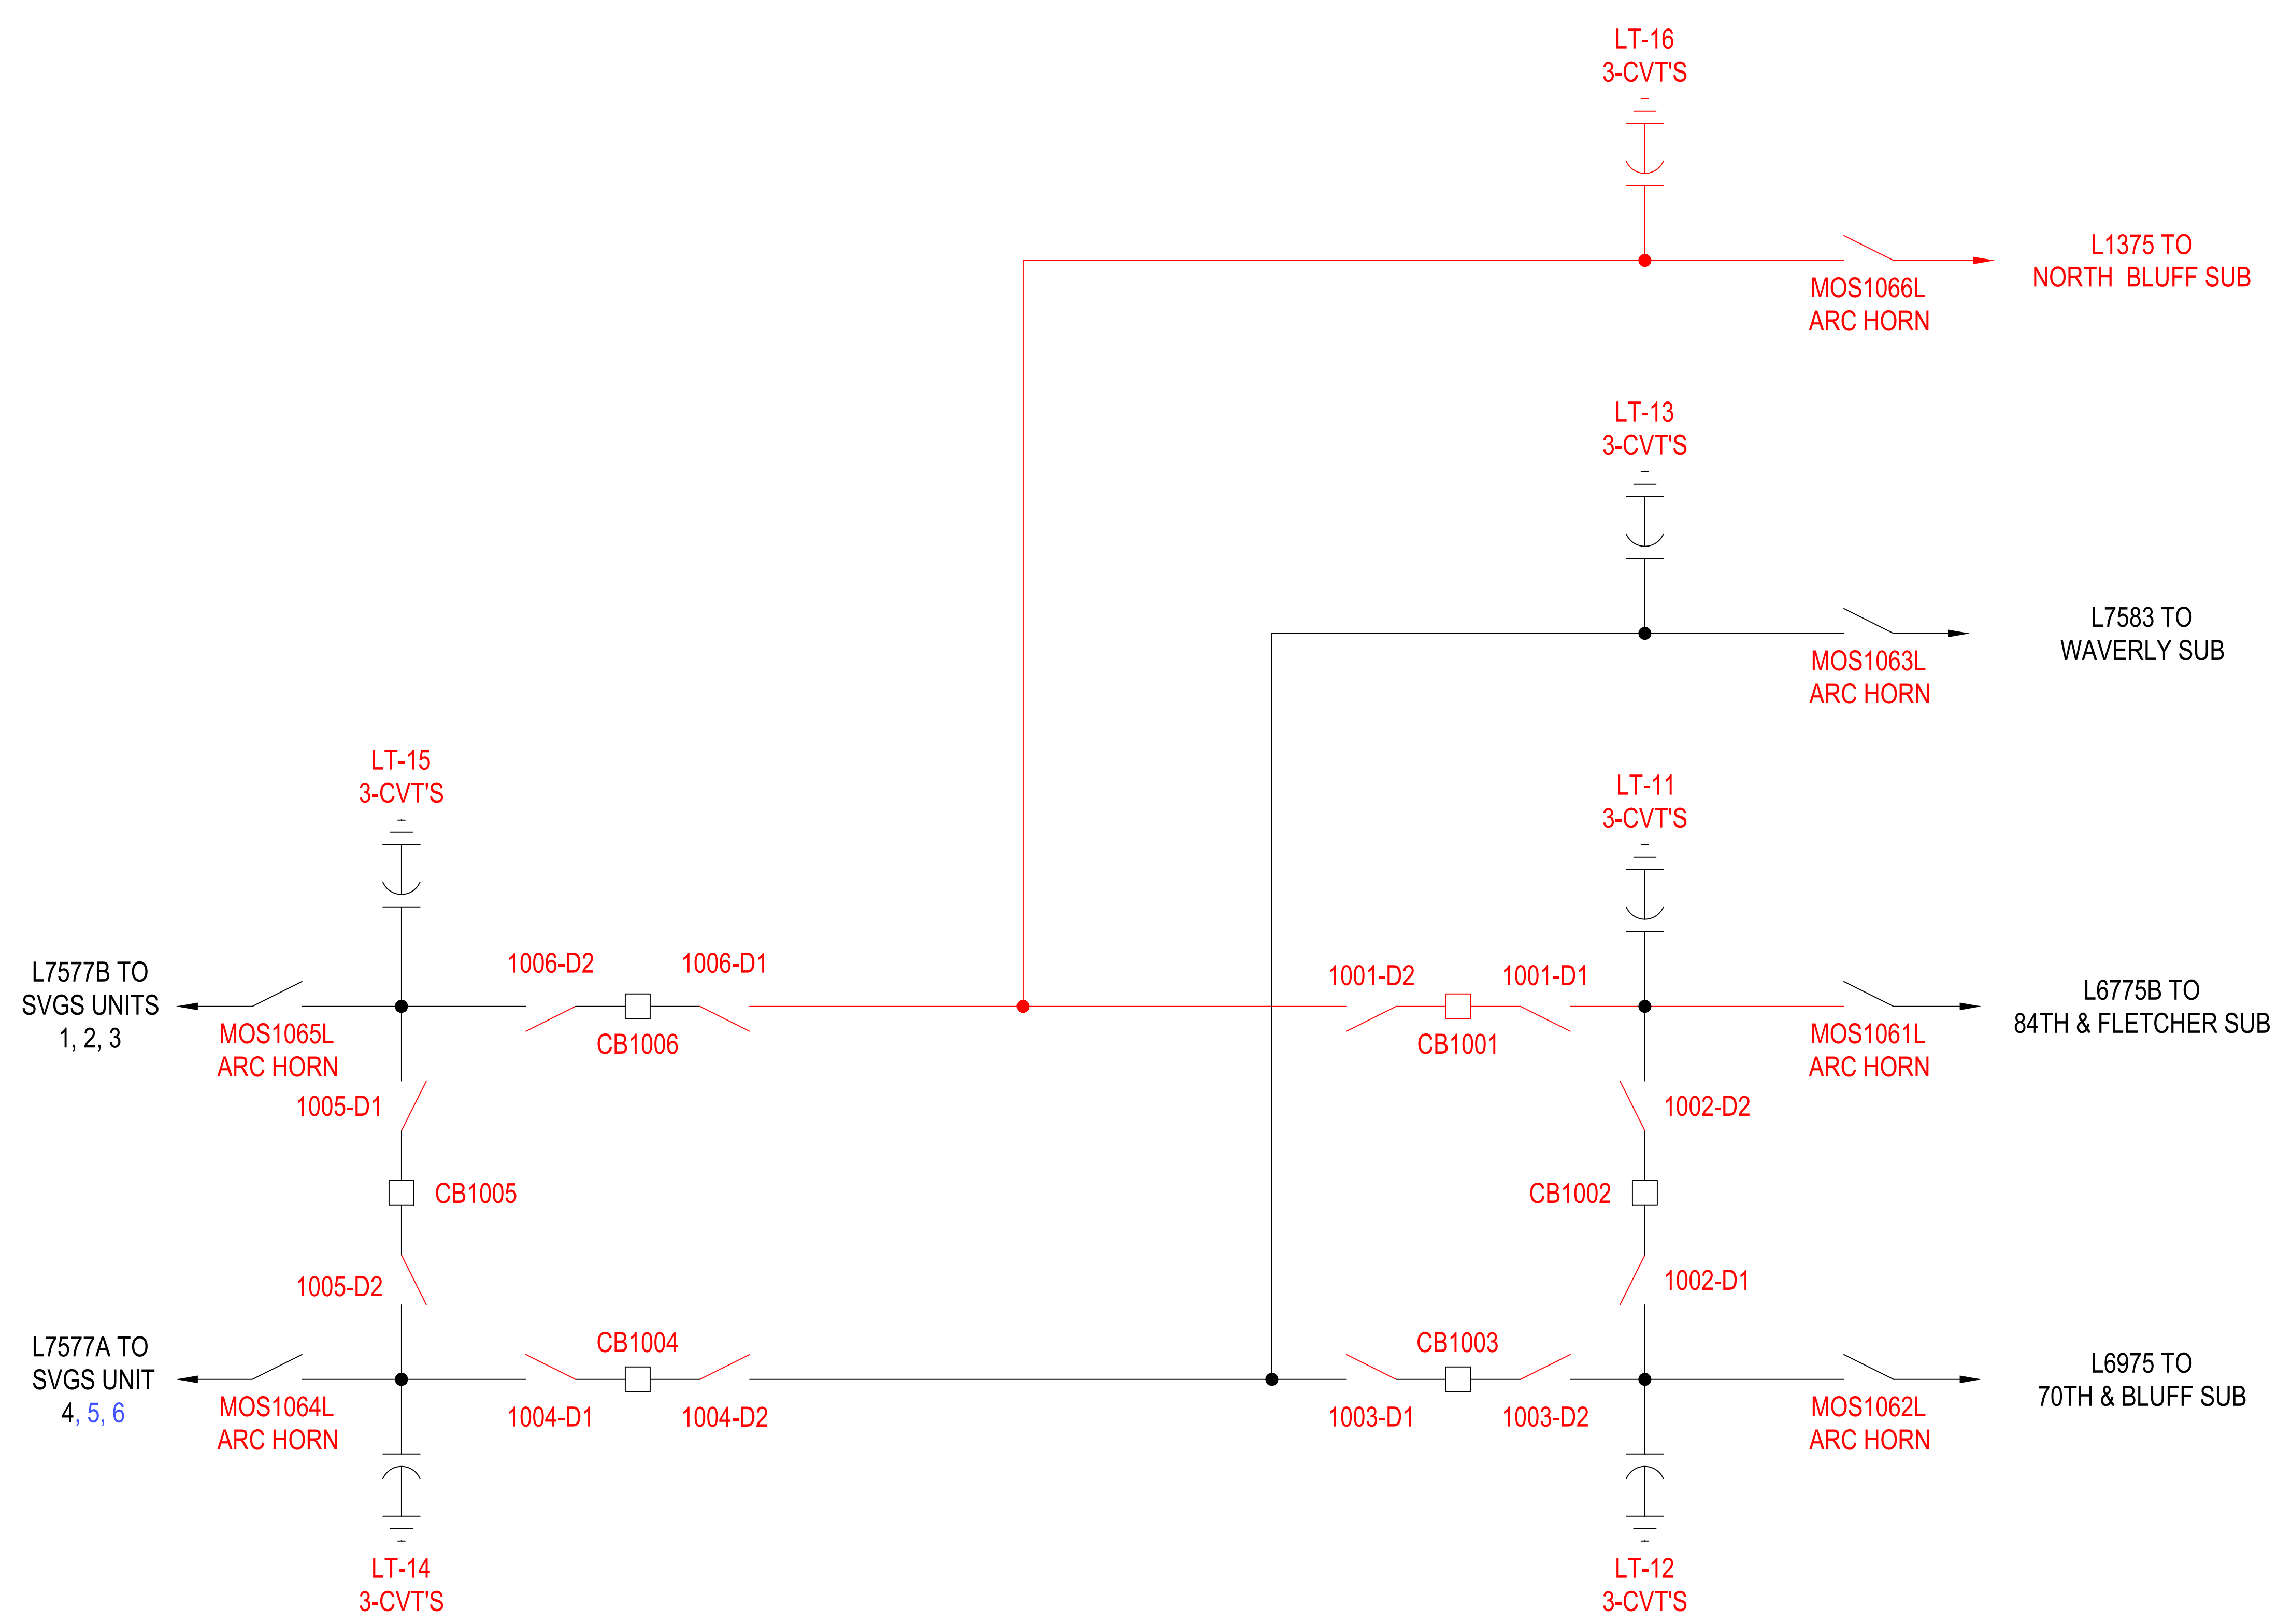 LT-16
3-CVT'S
L1375 TO
NORTH BLUFF SUB
MOS1066L
ARC HORN
LT-13
3-CVT'S
L7583 TO
WAVERLY SUB
MOS1063L
ARC HORN
LT-15
3-CVT'S
LT-11
3-CVT'S
L7577B TO
SVGS UNITS
1, 2, 3
MOS1065L
ARC HORN
1006-D2
1006-D1
CB1006
1001-D2
1001-D1
CB1001
L6775B TO
84TH & FLETCHER SUB
MOS1061L
ARC HORN
1005-D1
1002-D2
CB1005
CB1002
1005-D2
1002-D1
L7577A TO
SVGS UNIT
4, 5, 6
MOS1064L
ARC HORN
CB1004
1004-D1
1004-D2
CB1003
1003-D1
1003-D2
L6975 TO
70TH & BLUFF SUB
MOS1062L
ARC HORN
LT-14
3-CVT'S
LT-12
3-CVT'S